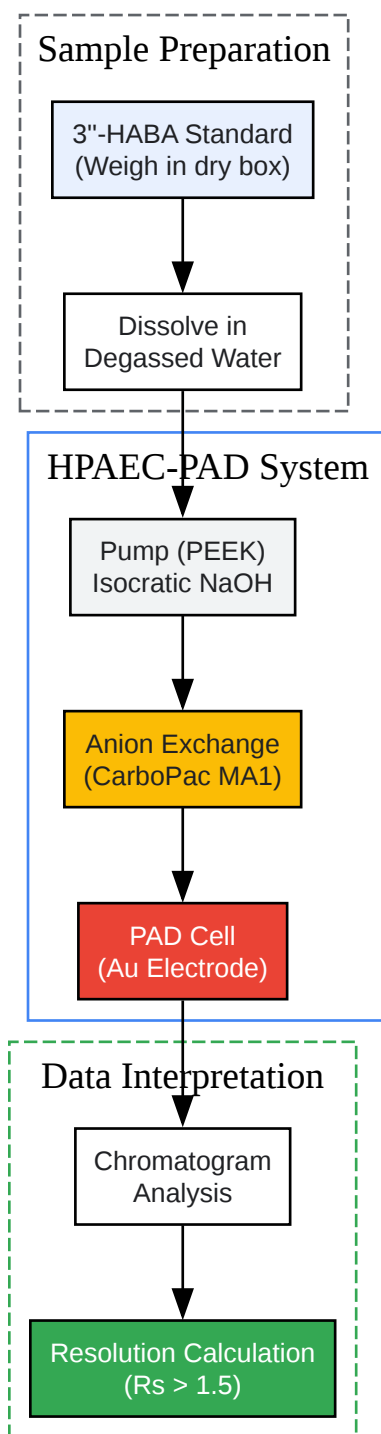 Sample Preparation
3"-HABA Standard
(Weigh in dry box)
Dissolve in
Degassed Water
HPAEC-PAD System
Pump (PEEK)
Isocratic NaOH
Anion Exchange
(CarboPac MA1)
PAD Cell
(Au Electrode)
Data Interpretation
Chromatogram
Analysis
Resolution Calculation
(Rs > 1.5)